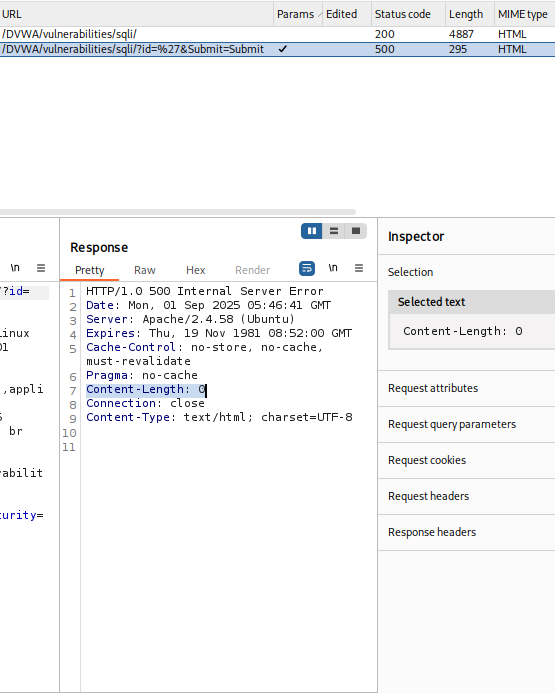 URL Params Edited Status code Length MIME type
/DVWA/vulnerabilities/sqli/ 200 4887 HTML
/DVWA/vulnerabilities/sqli/?id=%27&Submit=Submit ✓ 500 295 HTML
Response
Inspector
\n
Pretty Raw Hex Render \n
Selection
/?id=
inux
01
,appli
5
br
abilit
urity=
1 HTTP/1.0 500 Internal Server Error
2 Date: Mon, 01 Sep 2025 05:46:41 GMT
3 Server: Apache/2.4.58 (Ubuntu)
4 Expires: Thu, 19 Nov 1981 08:52:00 GMT
5 Cache-Control: no-store, no-cache,
must-revalidate
6 Pragma: no-cache
7 Content-Length: 0
8 Connection: close
9 Content-Type: text/html; charset=UTF-8
10
11
Selected text
Content-Length: 0
Request attributes
Request query parameters
Request cookies
Request headers
Response headers